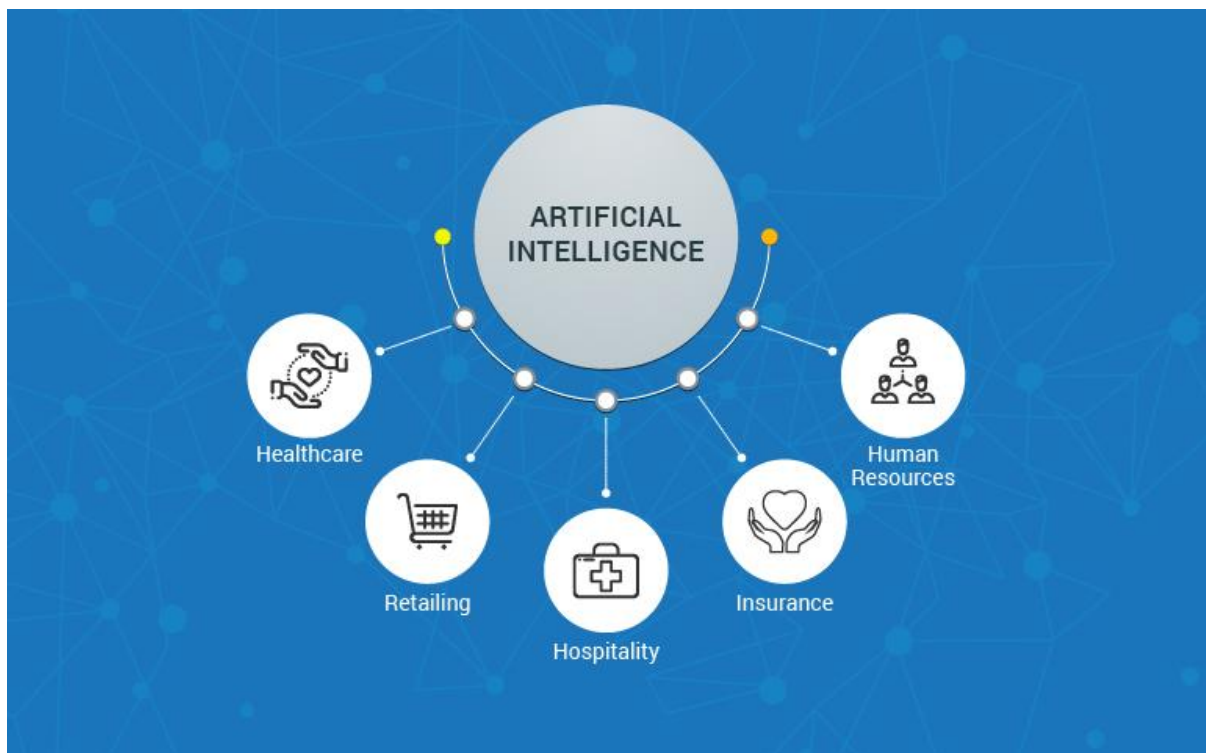 ARTIFICIAL
INTELLIGENCE
Healthcare
Retailing
Hospitality
Insurance
Human
Resources